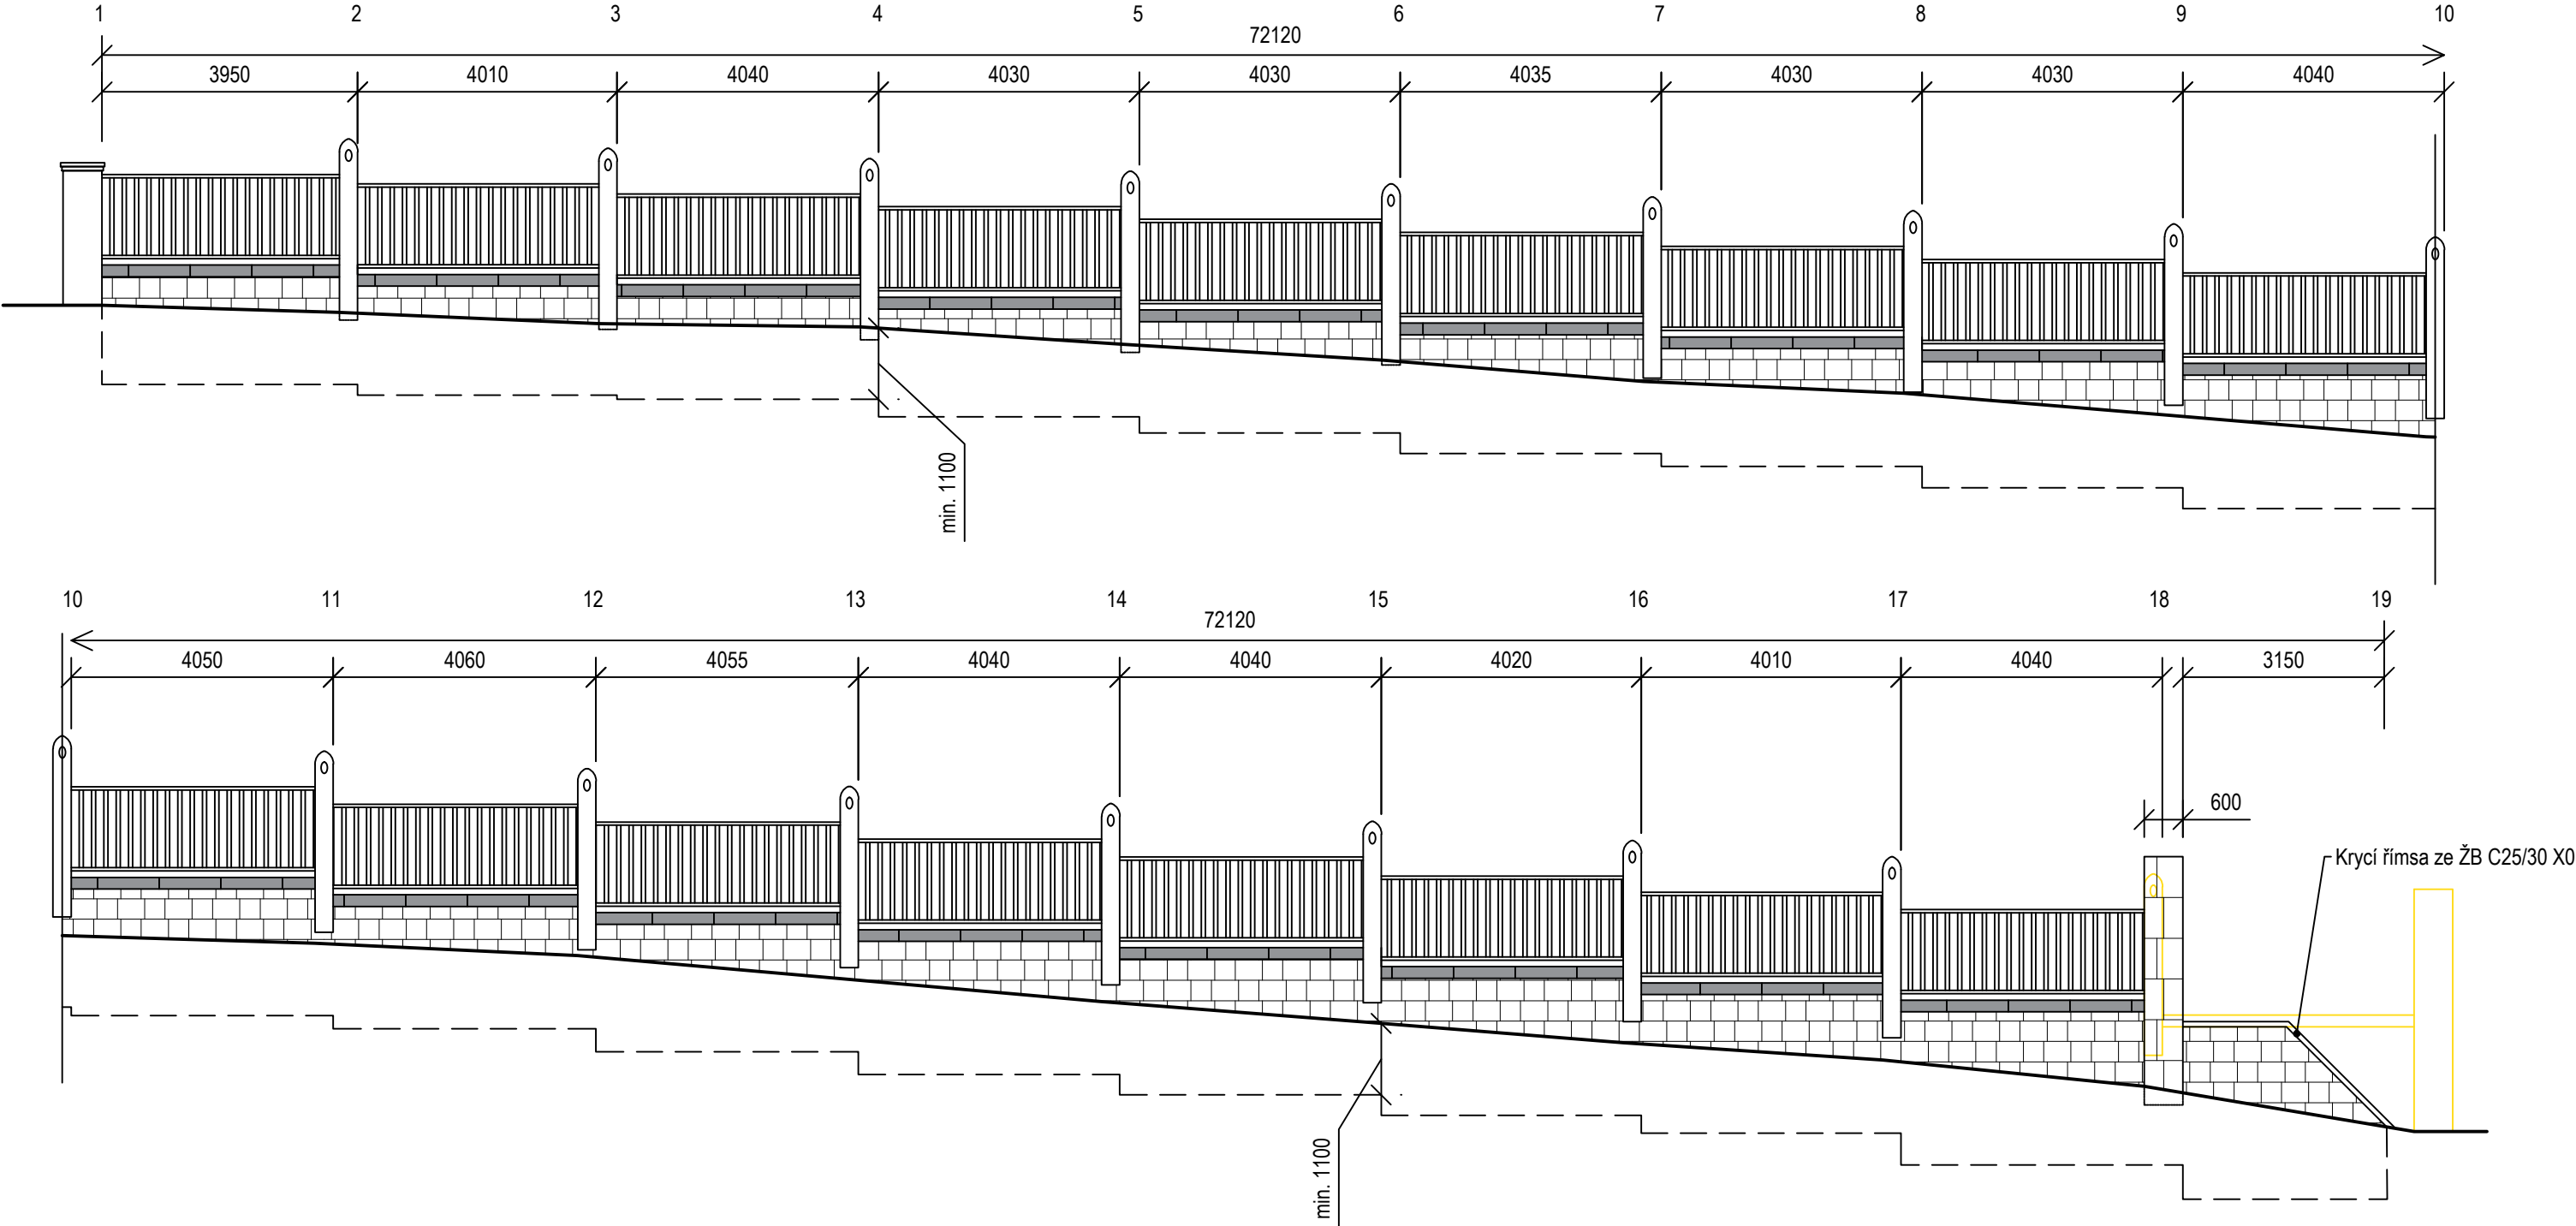 1 2 3 4 5 6 7 8 9 10
72120
3950 4010 4040 4030 4030 4035 4030 4030 4040
min. 1100
10 11 12 13 14 15 16 17 18 19
72120
4050 4060 4055 4040 4040 4020 4010 4040 3150
600
Krycí římsa ze ŽB C25/30 X0
min. 1100